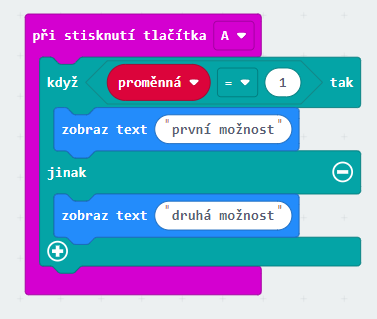 při stisknutí tlačítka A
když proměnná = 1 tak
zobraz text "první možnost"
jinak
zobraz text "druhá možnost"